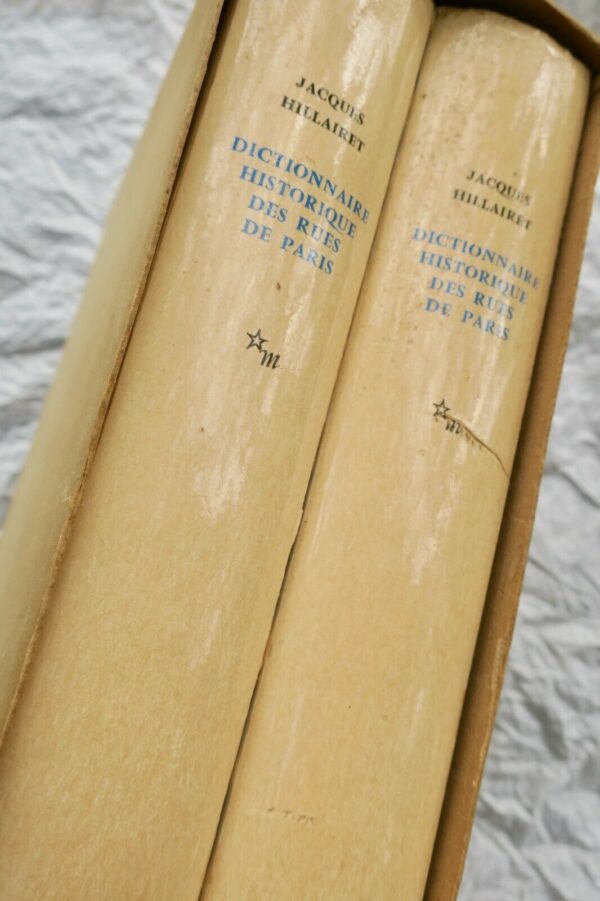 JACQUES
HILLAIRET
DICTIONNAIRE
HISTORIQUE
DES RUES
DE PARIS
m
JACQUES
HILLAIRET
DICTIONNAIRE
HISTORIQUE
DES RUES
DE PARIS
m